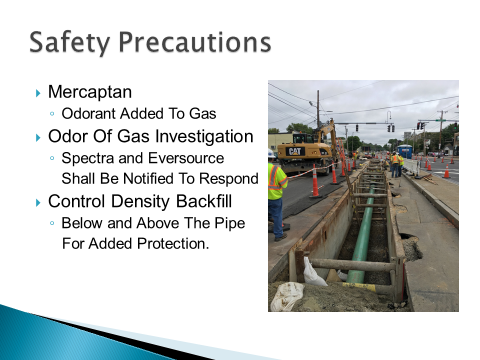 Safety Precautions
Mercaptan
Odorant Added To Gas
Odor Of Gas Investigation
Spectra and Eversource
Shall Be Notified To Respond
Control Density Backfill
Below and Above The Pipe
For Added Protection.
CAT